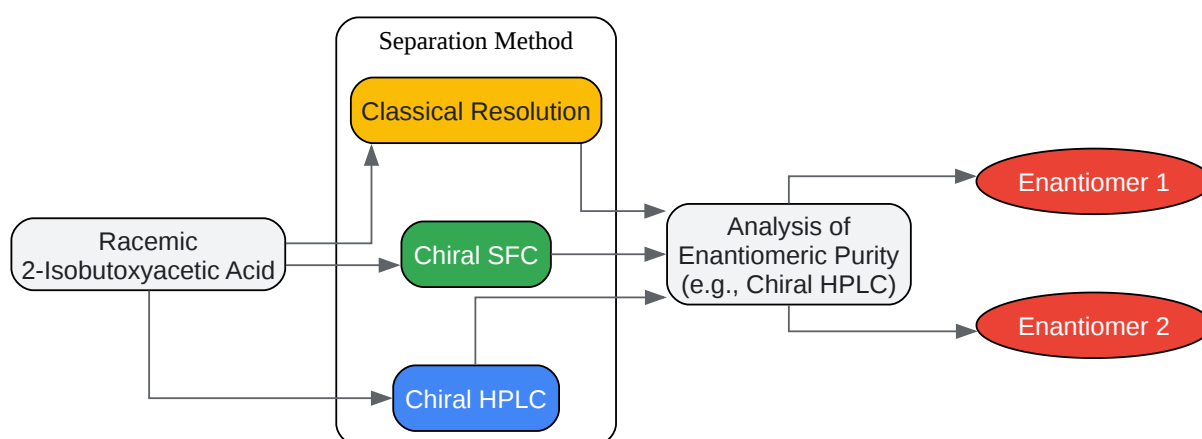 Separation Method
Classical Resolution
Racemic
2-Isobutoxyacetic Acid
Chiral SFC
Chiral HPLC
Analysis of
Enantiomeric Purity
(e.g., Chiral HPLC)
Enantiomer 1
Enantiomer 2